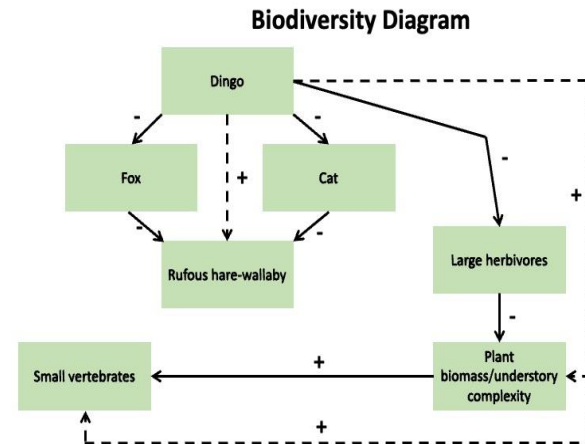 Biodiversity Diagram
Dingo
-
-
+
-
+
Fox
Cat
-
-
Rufous hare-wallaby
Large herbivores
-
Small vertebrates
+
Plant
biomass/understory
complexity
+